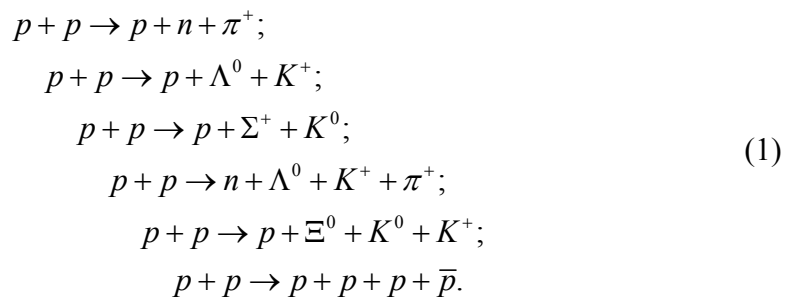 p + p → p + n + π⁺;
p + p → p + Λ⁰ + K⁺;
p + p → p + Σ⁺ + K⁰;
(1)
p + p → n + Λ⁰ + K⁺ + π⁺;
p + p → p + Ξ⁰ + K⁰ + K⁺;
p + p → p + p + p + p̅.